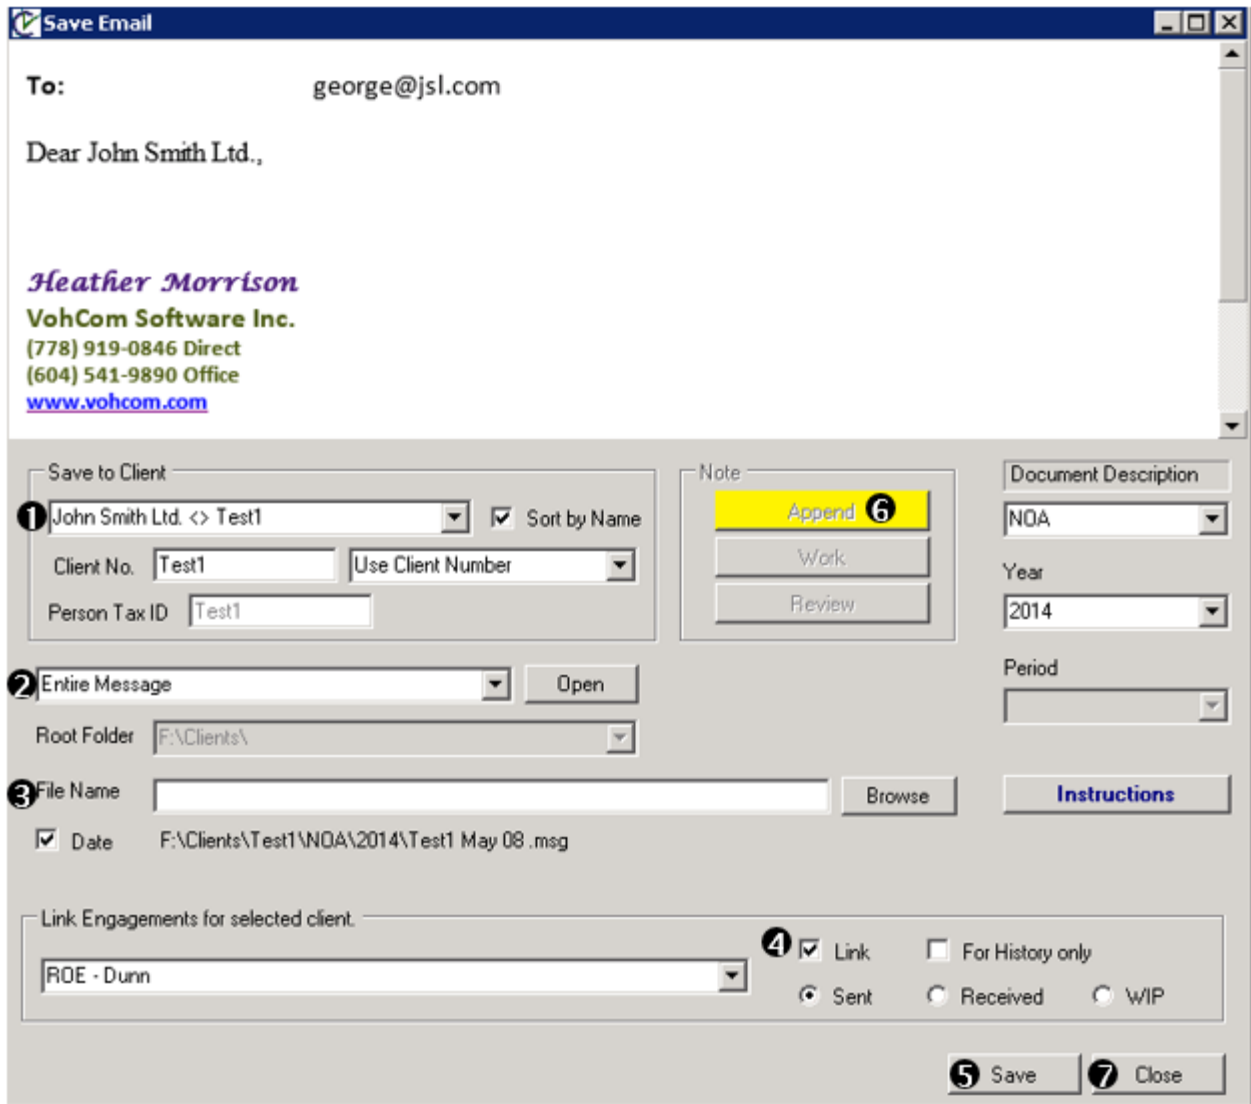 Save Email
To: george@jsl.com
Dear John Smith Ltd.,
Heather Morrison
VohCom Software Inc.
(778) 919-0846 Direct
(604) 541-9890 Office
www.vohcom.com
Save to Client
1 John Smith Ltd. <> Test1
Sort by Name
Client No. Test1
Use Client Number
Person Tax ID Test1
Note
Append 6
Work
Review
Document Description
NOA
Year
2014
Period
2 Entire Message
Open
Root Folder F:\Clients\
3 File Name
Browse
Instructions
Date F:\Clients\Test1\NOA\2014\Test1 May 08 .msg
Link Engagements for selected client.
ROE - Dunn
4 Link For History only
Sent Received WIP
5 Save 7 Close